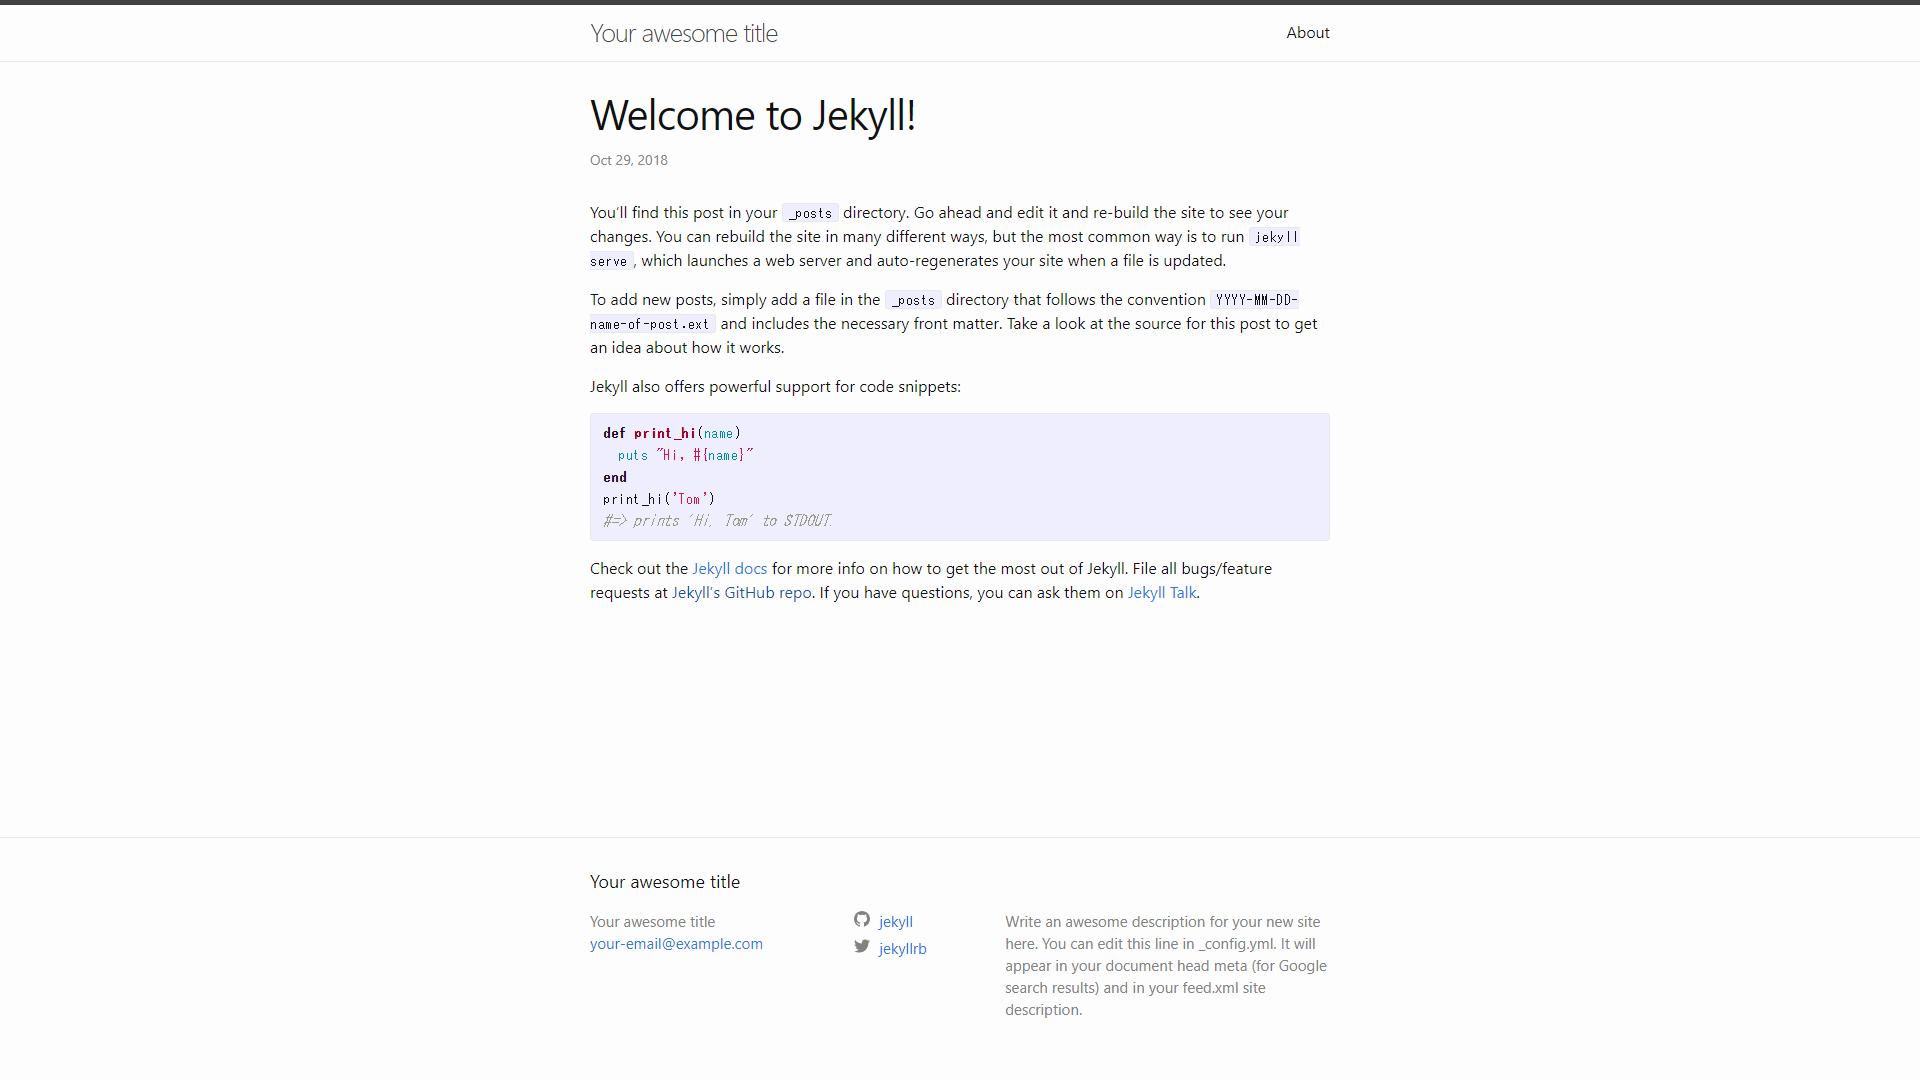 Your awesome title
About
Welcome to Jekyll!
Oct 29, 2018
You’ll find this post in your _posts directory. Go ahead and edit it and re-build the site to see your
changes. You can rebuild the site in many different ways, but the most common way is to run jekyll
serve, which launches a web server and auto-regenerates your site when a file is updated.
To add new posts, simply add a file in the _posts directory that follows the convention YYYY-MM-DD-
name-of-post.ext and includes the necessary front matter. Take a look at the source for this post to get
an idea about how it works.
Jekyll also offers powerful support for code snippets:
def print_hi(name)
  puts "Hi, #{name}"
end
print_hi('Tom')
#=> prints 'Hi, Tom' to STDOUT.
Check out the Jekyll docs for more info on how to get the most out of Jekyll. File all bugs/feature
requests at Jekyll’s GitHub repo. If you have questions, you can ask them on Jekyll Talk.
Your awesome title
Your awesome title
your-email@example.com
jekyll
jekyllrb
Write an awesome description for your new site
here. You can edit this line in _config.yml. It will
appear in your document head meta (for Google
search results) and in your feed.xml site
description.